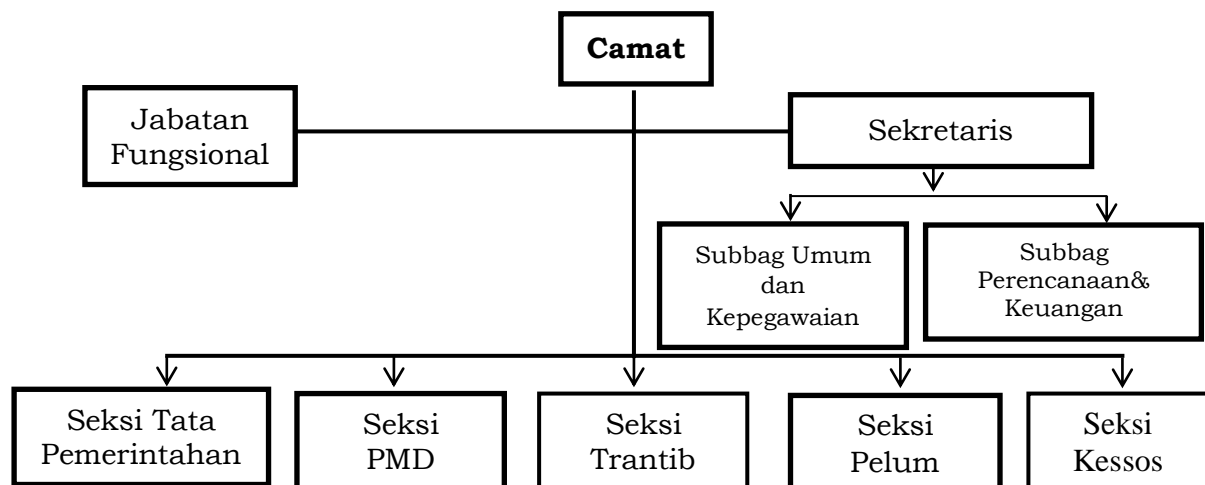 Camat
Jabatan
Fungsional
Sekretaris
Subbag Umum
dan
Kepegawaian
Subbag
Perencanaan&
Keuangan
Seksi Tata
Pemerintahan
Seksi
PMD
Seksi
Trantib
Seksi
Pelum
Seksi
Kessos